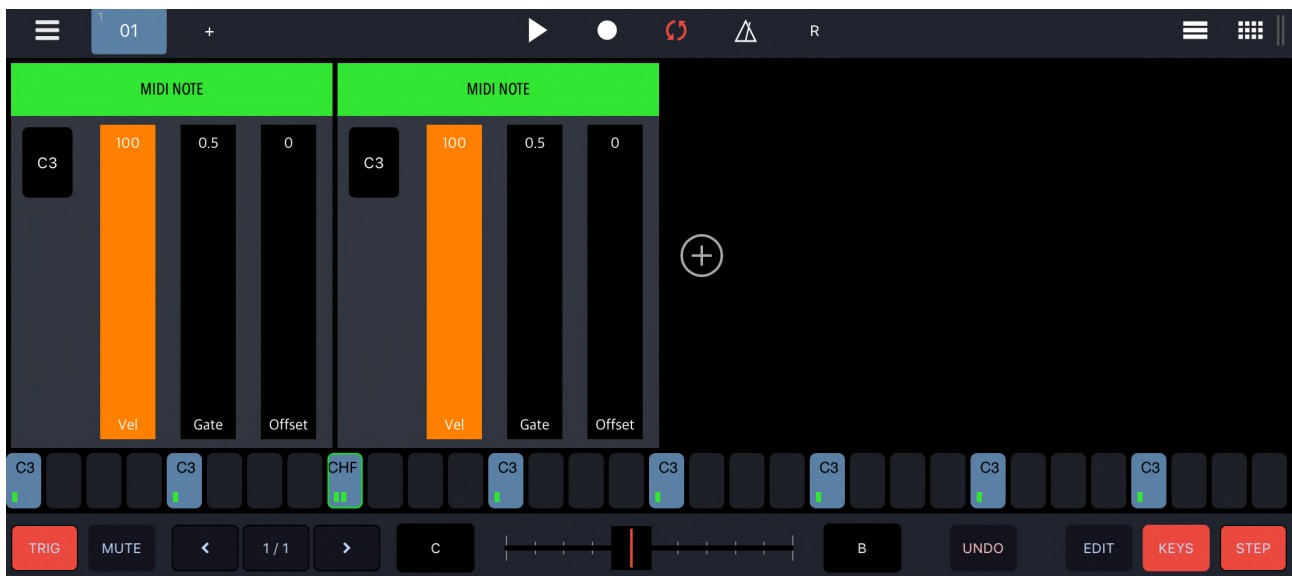 1
01 + R
MIDI NOTE MIDI NOTE
C3 100 0.5 0 C3 100 0.5 0
Vel Gate Offset Vel Gate Offset
C3 C3 CHF C3 C3 C3 C3 C3
TRIG MUTE < 1 / 1 > C B UNDO EDIT KEYS STEP